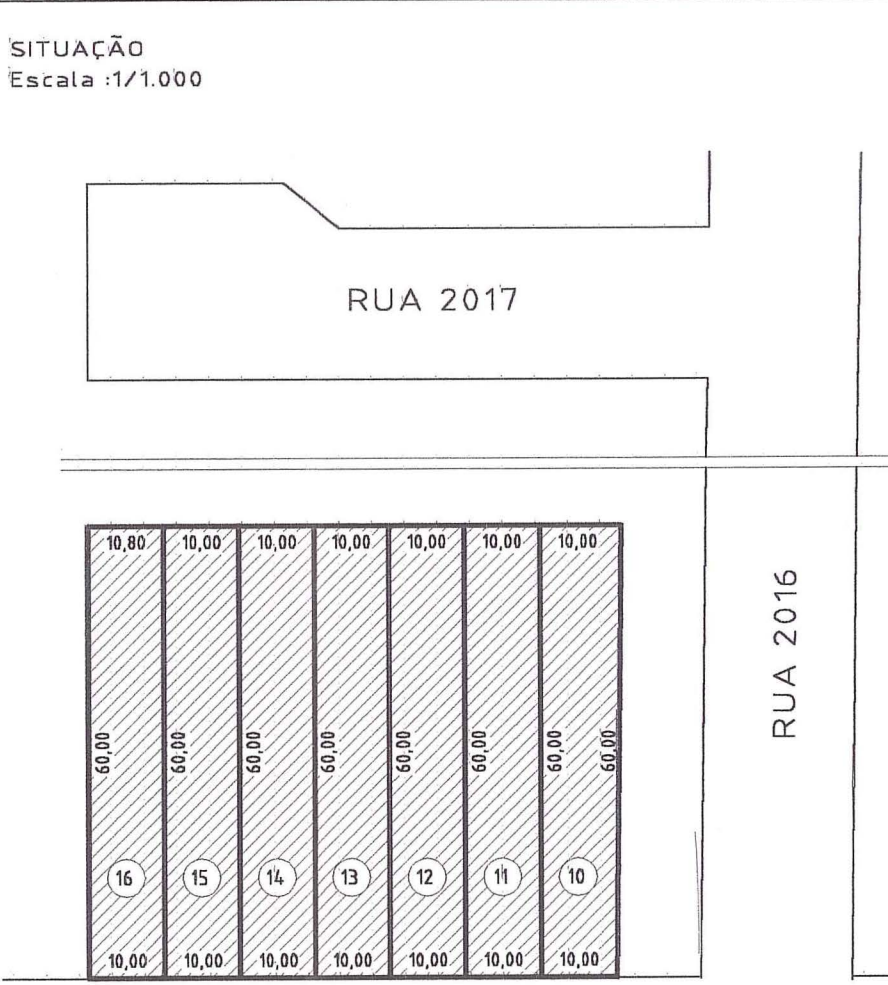 SITUAÇÃO
Escala :1/1.000
RUA 2017
10,80 10,00 10,00 10,00 10,00 10,00 10,00
RUA 2016
60,00 60,00 60,00 60,00 60,00 60,00 60,00 60,00
16 15 14 13 12 11 10
10,00 10,00 10,00 10,00 10,00 10,00 10,00